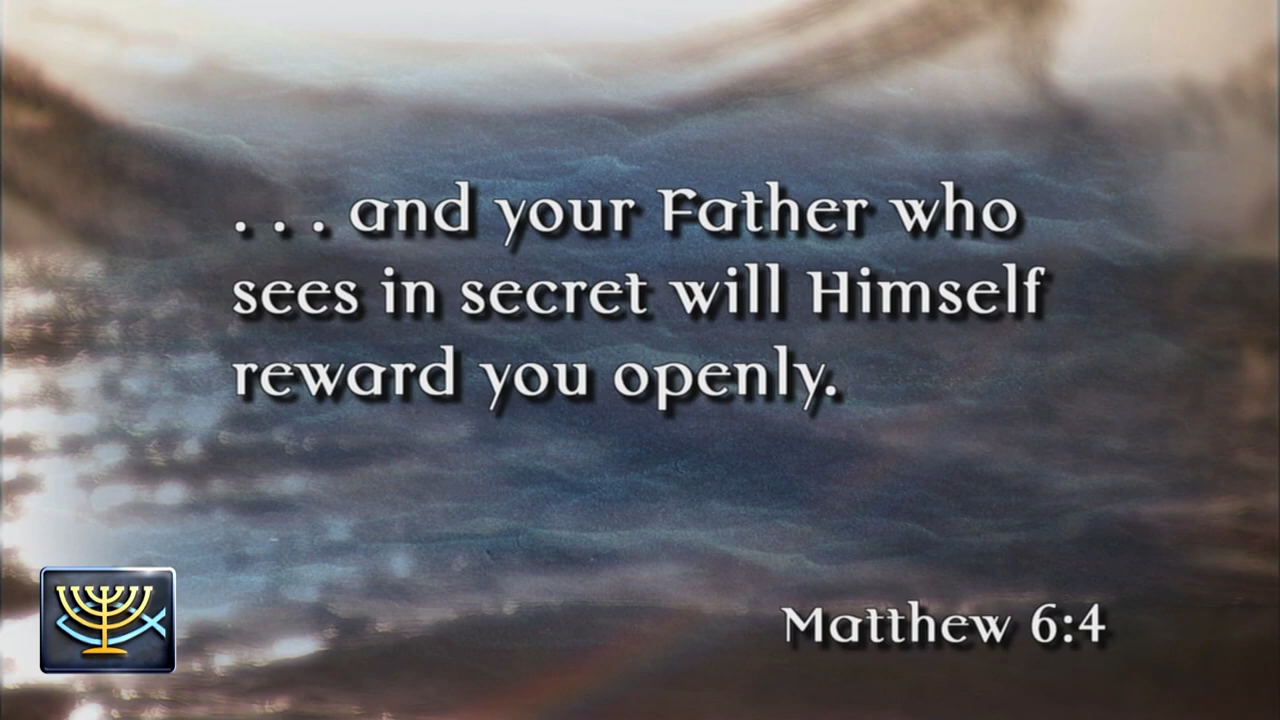 . . . and your Father who
sees in secret will Himself
reward you openly.
Matthew 6:4